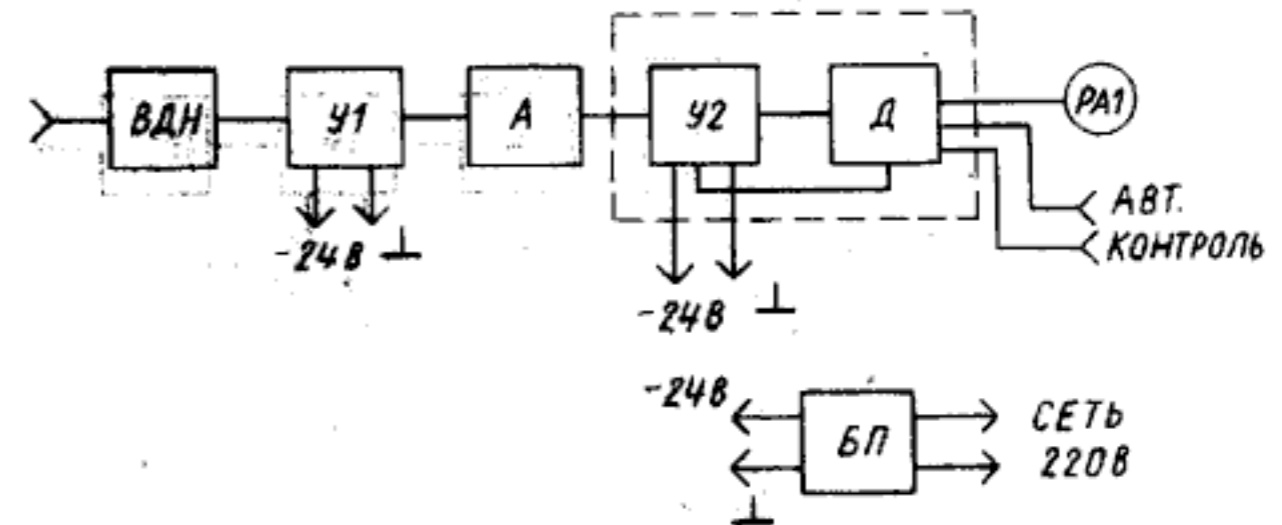 ВДН
У1
А
У2
Д
РА1
АВТ.
КОНТРОЛЬ
-24В
-24В
-24В
БП
СЕТЬ
220В